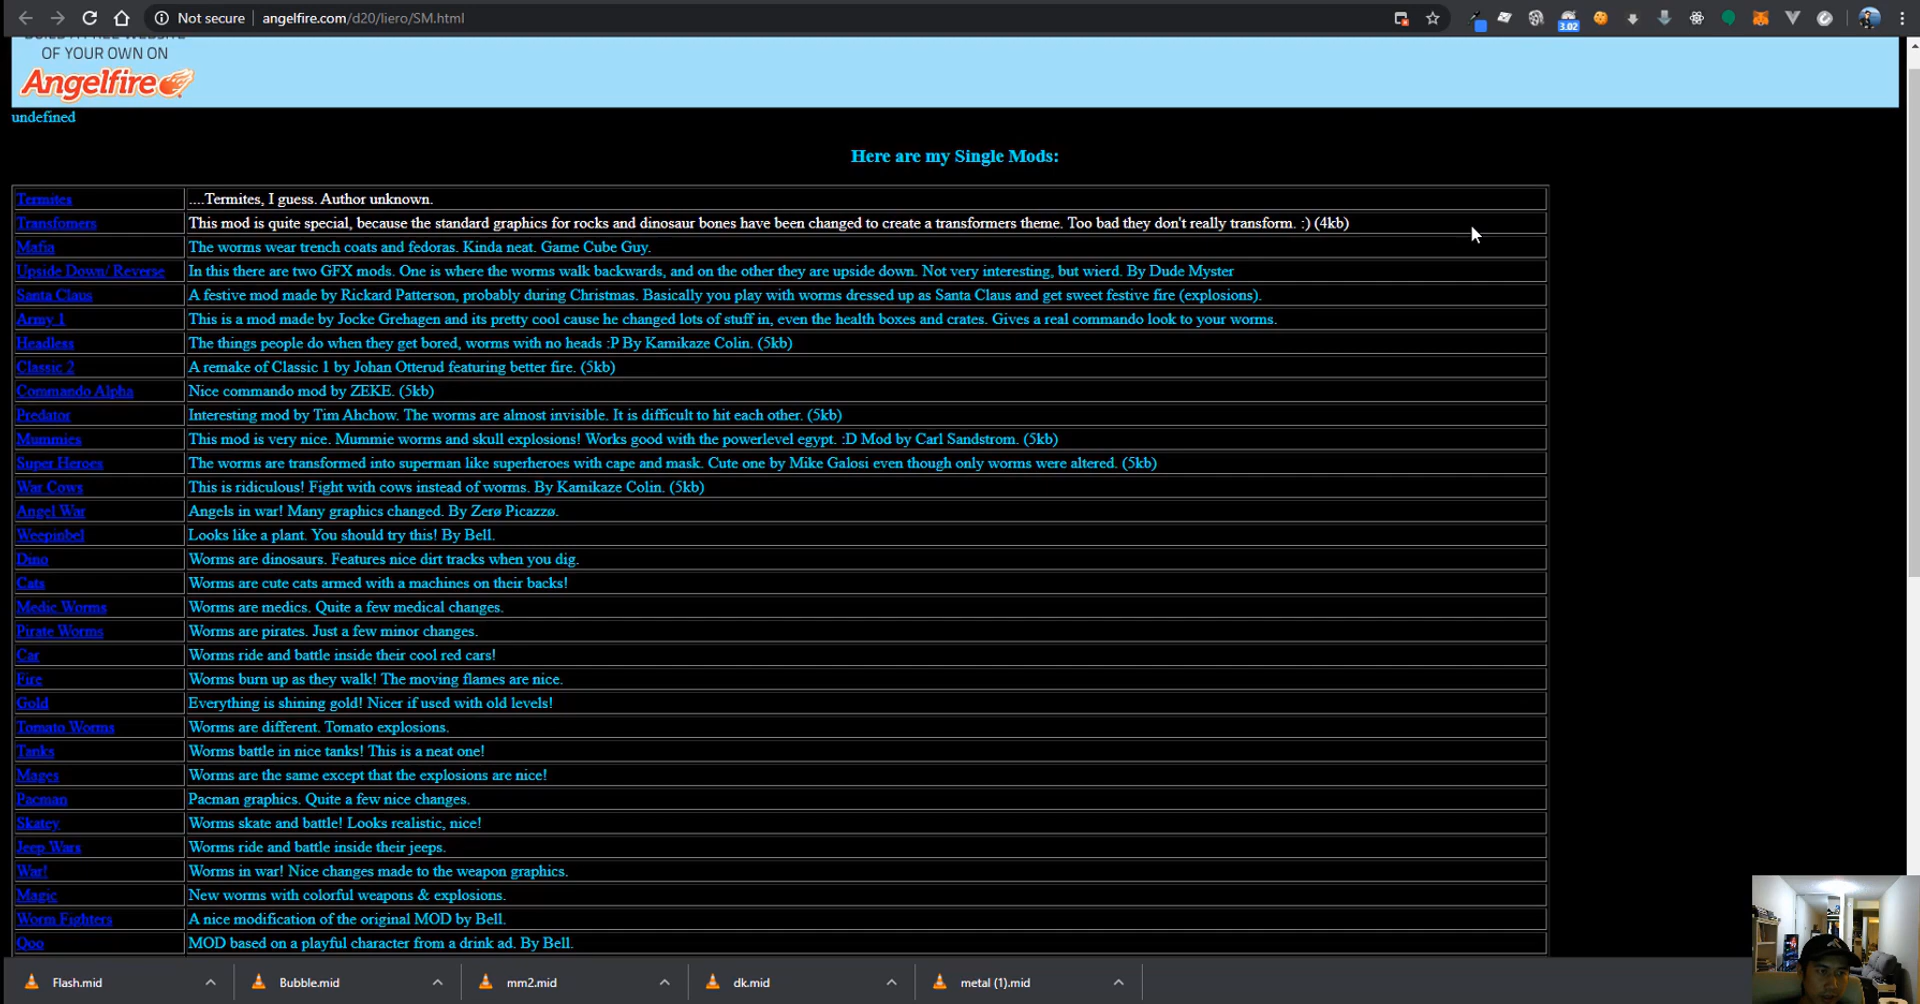 Not secure
angelfire.com/d20/liero/SM.html
3.02
OF YOUR OWN ON
Angelfire
undefined
Here are my Single Mods:
Termites ....Termites, I guess. Author unknown.
Transfomers This mod is quite special, because the standard graphics for rocks and dinosaur bones have been changed to create a transformers theme. Too bad they don't really transform. :) (4kb)
Mafia The worms wear trench coats and fedoras. Kinda neat. Game Cube Guy.
Upside Down/ Reverse In this there are two GFX mods. One is where the worms walk backwards, and on the other they are upside down. Not very interesting, but wierd. By Dude Myster
Santa Claus A festive mod made by Rickard Patterson, probably during Christmas. Basically you play with worms dressed up as Santa Claus and get sweet festive fire (explosions).
Army 1 This is a mod made by Jocke Grehagen and its pretty cool cause he changed lots of stuff in, even the health boxes and crates. Gives a real commando look to your worms.
Headless The things people do when they get bored, worms with no heads :P By Kamikaze Colin. (5kb)
Classic 2 A remake of Classic 1 by Johan Otterud featuring better fire. (5kb)
Commando Alpha Nice commando mod by ZEKE. (5kb)
Predator Interesting mod by Tim Ahchow. The worms are almost invisible. It is difficult to hit each other. (5kb)
Mummies This mod is very nice. Mummie worms and skull explosions! Works good with the powerlevel egypt. :D Mod by Carl Sandstrom. (5kb)
Super Heroes The worms are transformed into superman like superheroes with cape and mask. Cute one by Mike Galosi even though only worms were altered. (5kb)
War Cows This is ridiculous! Fight with cows instead of worms. By Kamikaze Colin. (5kb)
Angel War Angels in war! Many graphics changed. By Zerø Picazzø.
Weepinbel Looks like a plant. You should try this! By Bell.
Dino Worms are dinosaurs. Features nice dirt tracks when you dig.
Cats Worms are cute cats armed with a machines on their backs!
Medic Worms Worms are medics. Quite a few medical changes.
Pirate Worms Worms are pirates. Just a few minor changes.
Car Worms ride and battle inside their cool red cars!
Fire Worms burn up as they walk! The moving flames are nice.
Gold Everything is shining gold! Nicer if used with old levels!
Tomato Worms Worms are different. Tomato explosions.
Tanks Worms battle in nice tanks! This is a neat one!
Mages Worms are the same except that the explosions are nice!
Pacman Pacman graphics. Quite a few nice changes.
Skatey Worms skate and battle! Looks realistic, nice!
Jeep Wars Worms ride and battle inside their jeeps.
War! Worms in war! Nice changes made to the weapon graphics.
Magic New worms with colorful weapons & explosions.
Worm Fighters A nice modification of the original MOD by Bell.
Qoo MOD based on a playful character from a drink ad. By Bell.
Flash.mid
Bubble.mid
mm2.mid
dk.mid
metal (1).mid